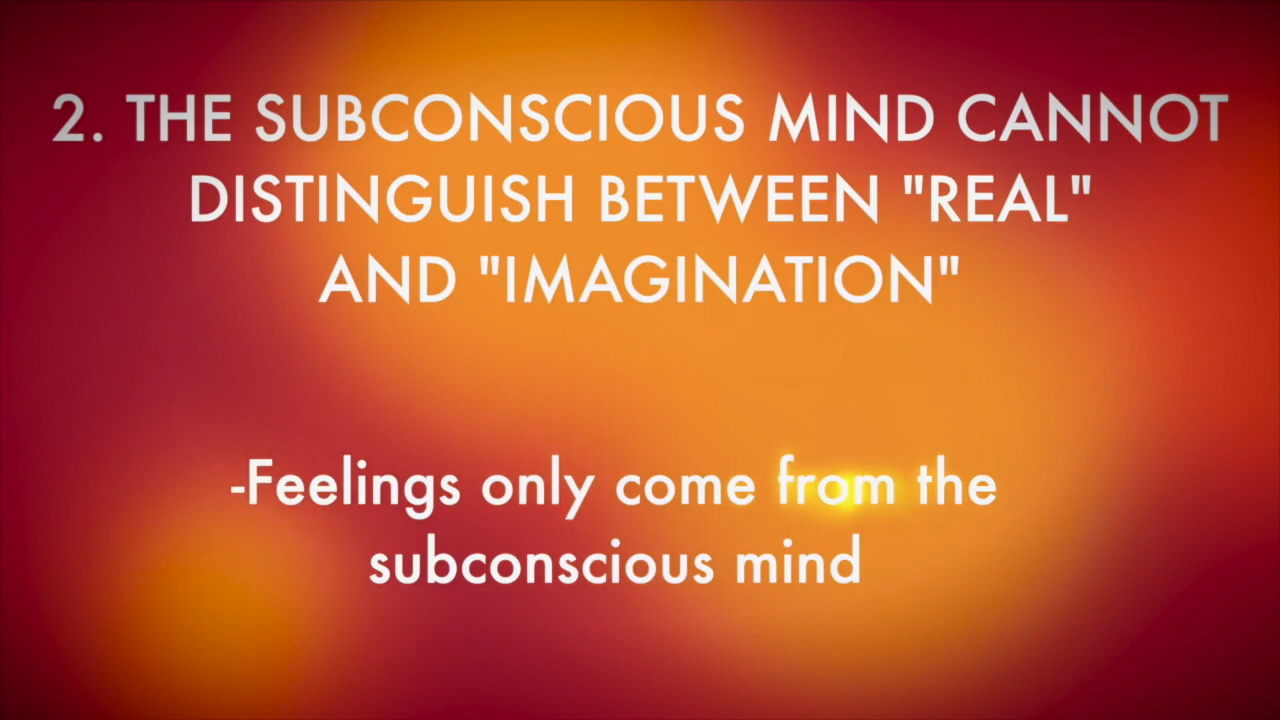 2. THE SUBCONSCIOUS MIND CANNOT
DISTINGUISH BETWEEN "REAL"
AND "IMAGINATION"
-Feelings only come from the
subconscious mind